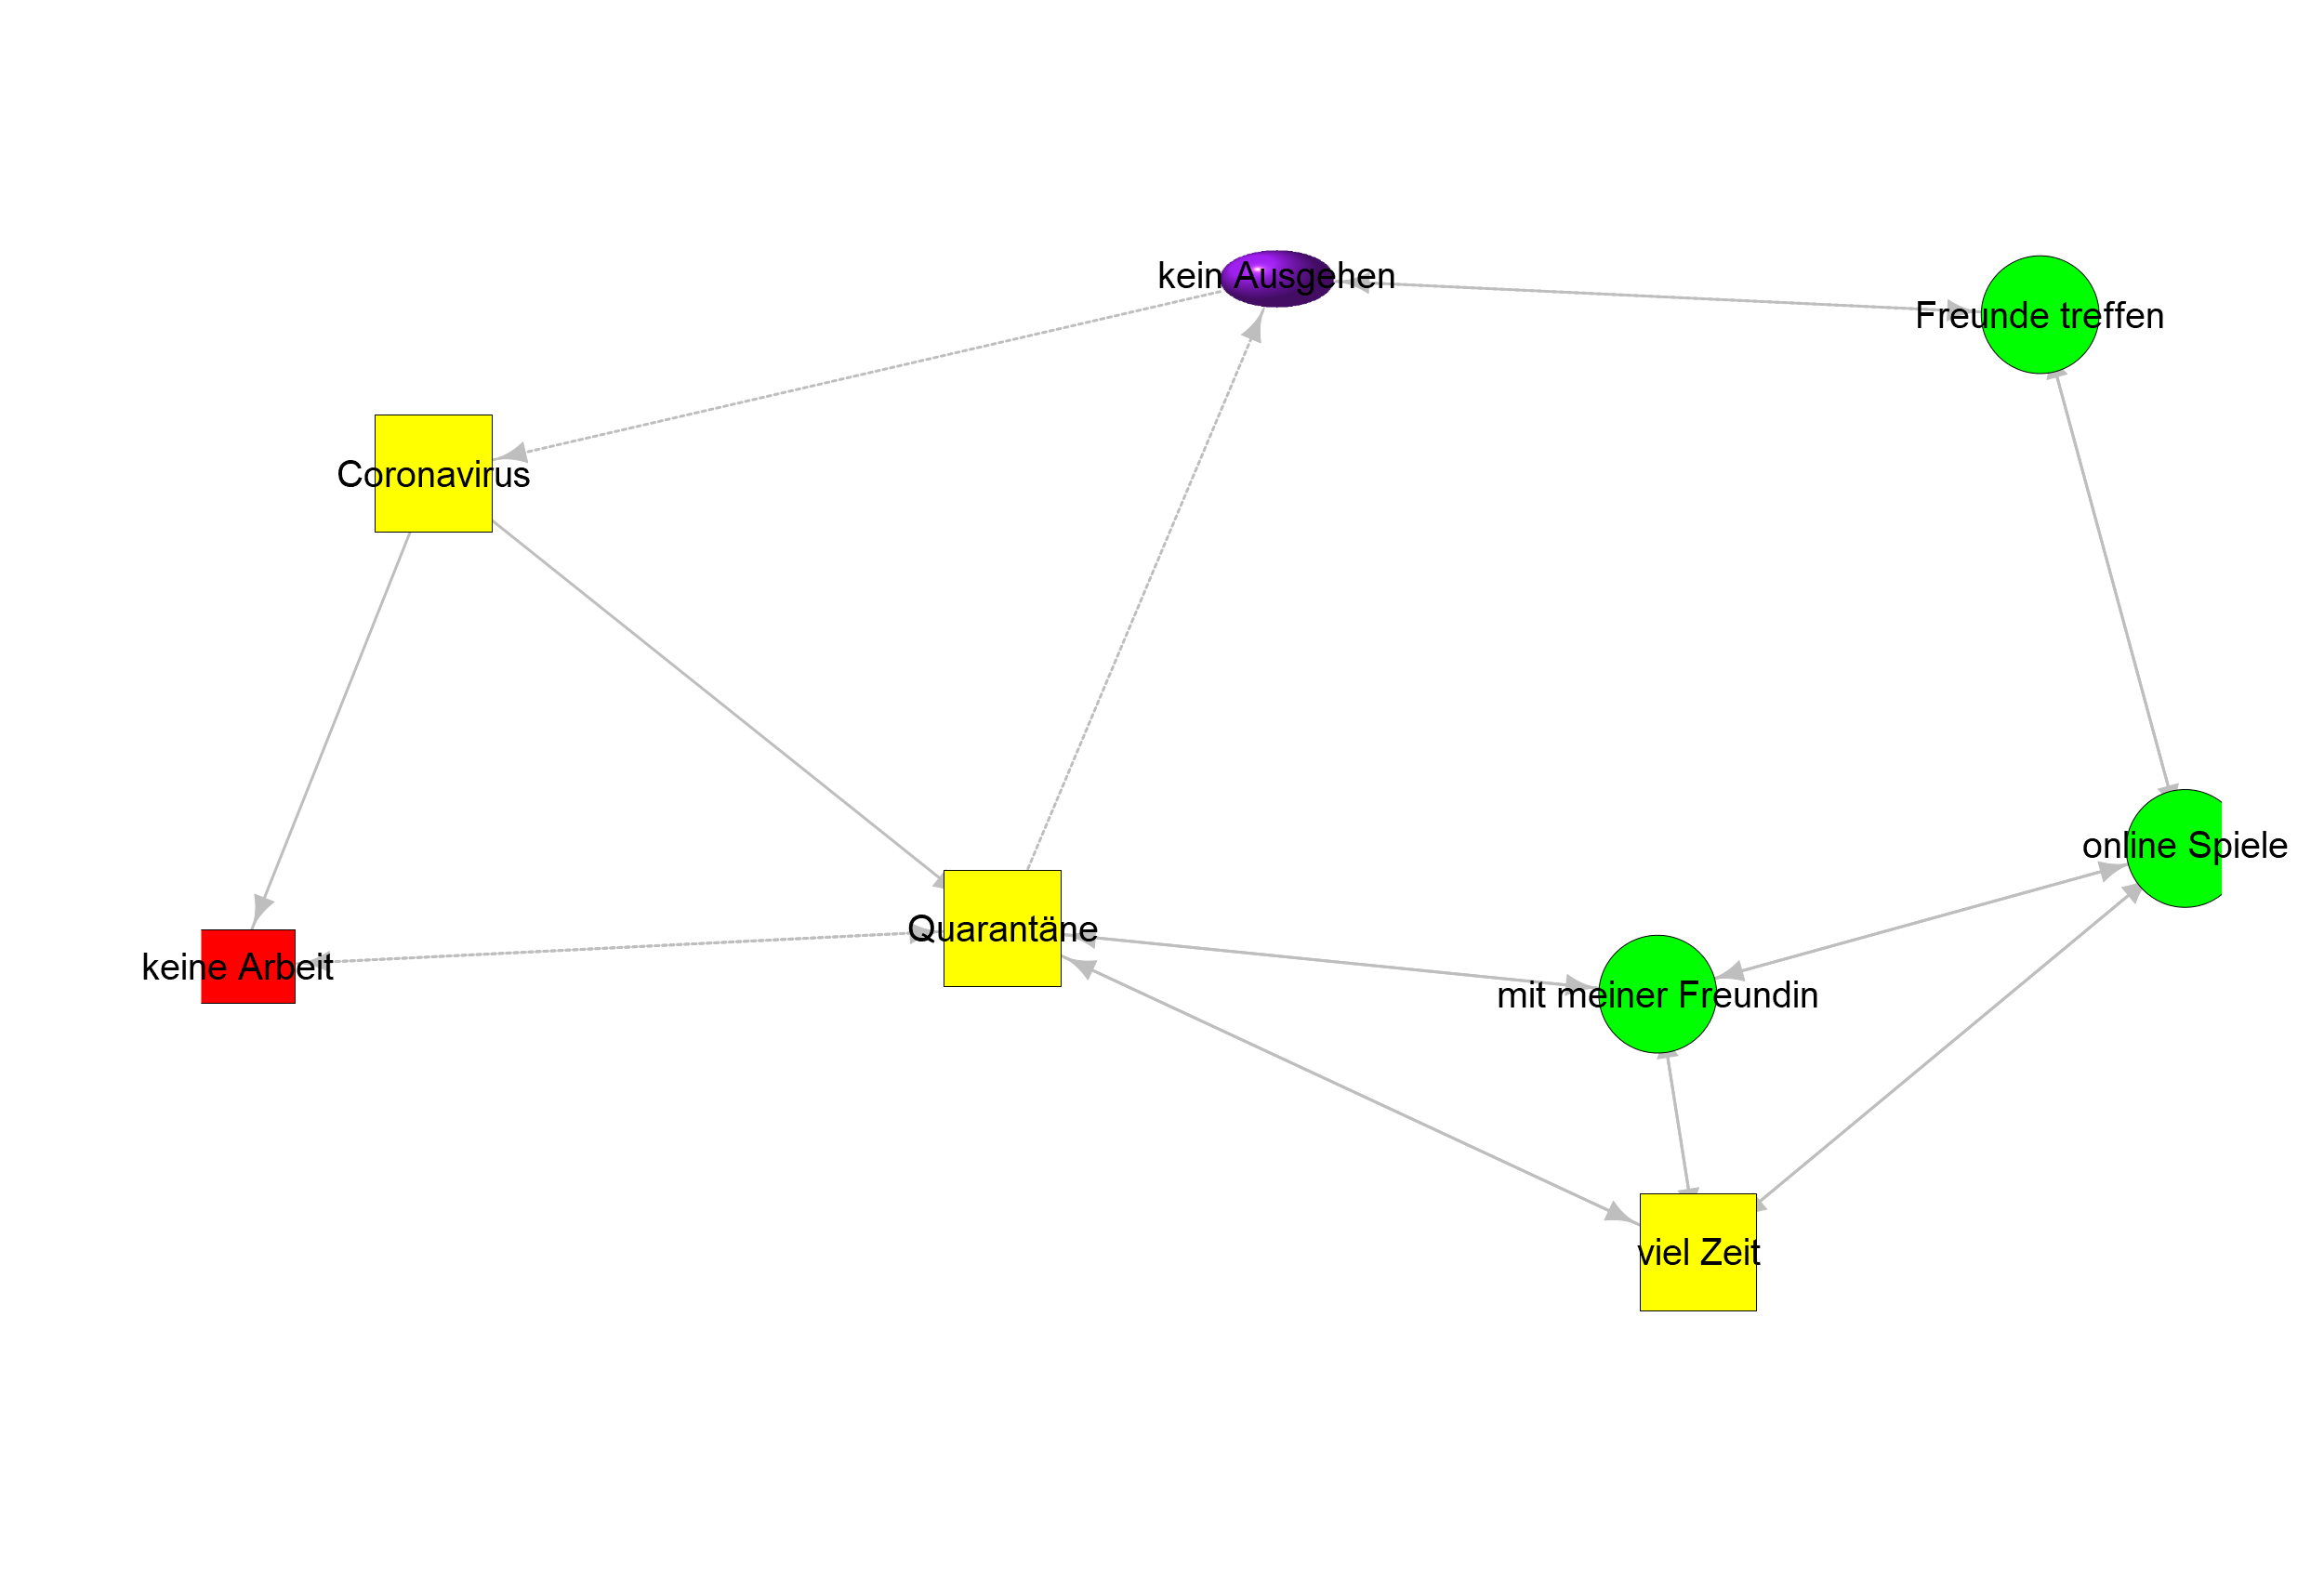 kein Ausgehen
Freunde treffen
Coronavirus
online Spiele
Quarantäne
keine Arbeit
mit meiner Freundin
viel Zeit